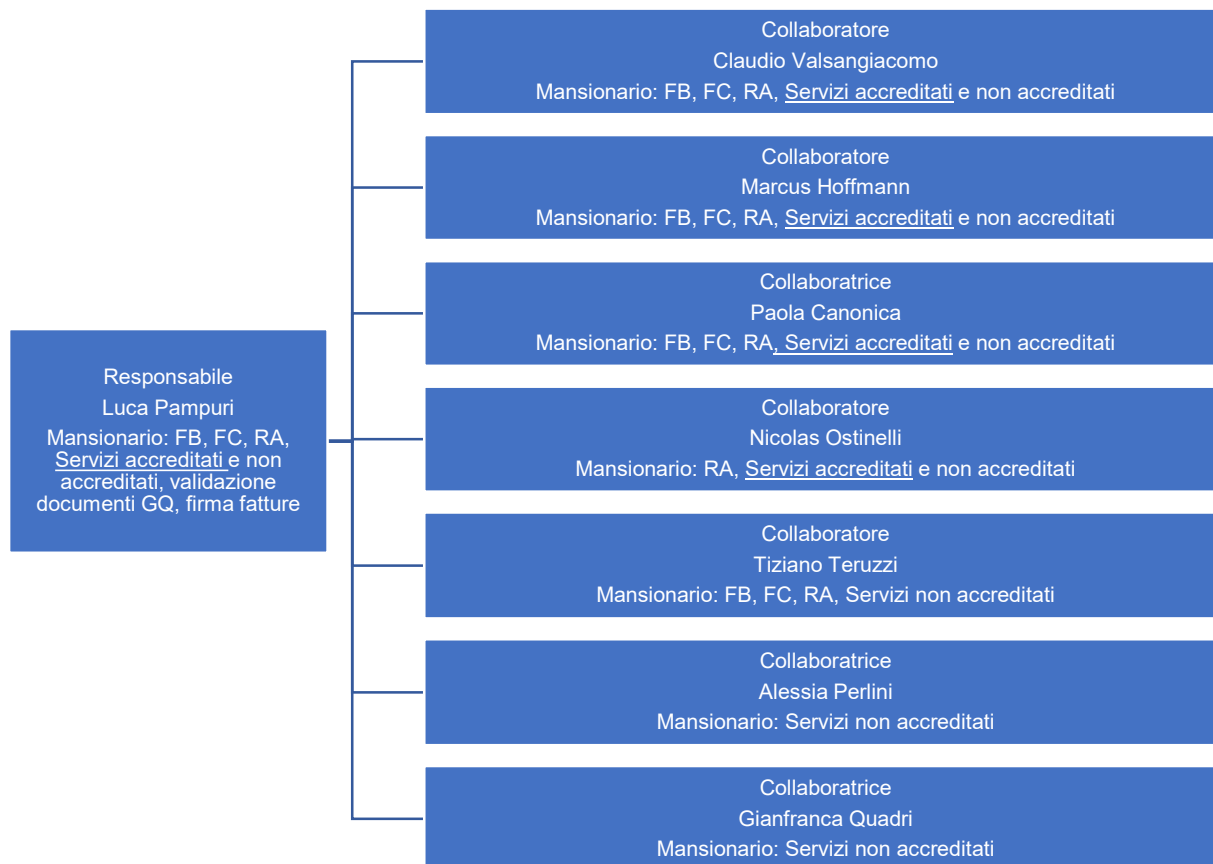 Collaboratore
Claudio Valsangiacomo
Mansionario: FB, FC, RA, Servizi accreditati e non accreditati
Collaboratore
Marcus Hoffmann
Mansionario: FB, FC, RA, Servizi accreditati e non accreditati
Collaboratrice
Paola Canonica
Mansionario: FB, FC, RA, Servizi accreditati e non accreditati
Responsabile
Luca Pampuri
Mansionario: FB, FC, RA,
Servizi accreditati e non
accreditati, validazione
documenti GQ, firma fatture
Collaboratore
Nicolas Ostinelli
Mansionario: RA, Servizi accreditati e non accreditati
Collaboratore
Tiziano Teruzzi
Mansionario: FB, FC, RA, Servizi non accreditati
Collaboratrice
Alessia Perlini
Mansionario: Servizi non accreditati
Collaboratrice
Gianfranca Quadri
Mansionario: Servizi non accreditati